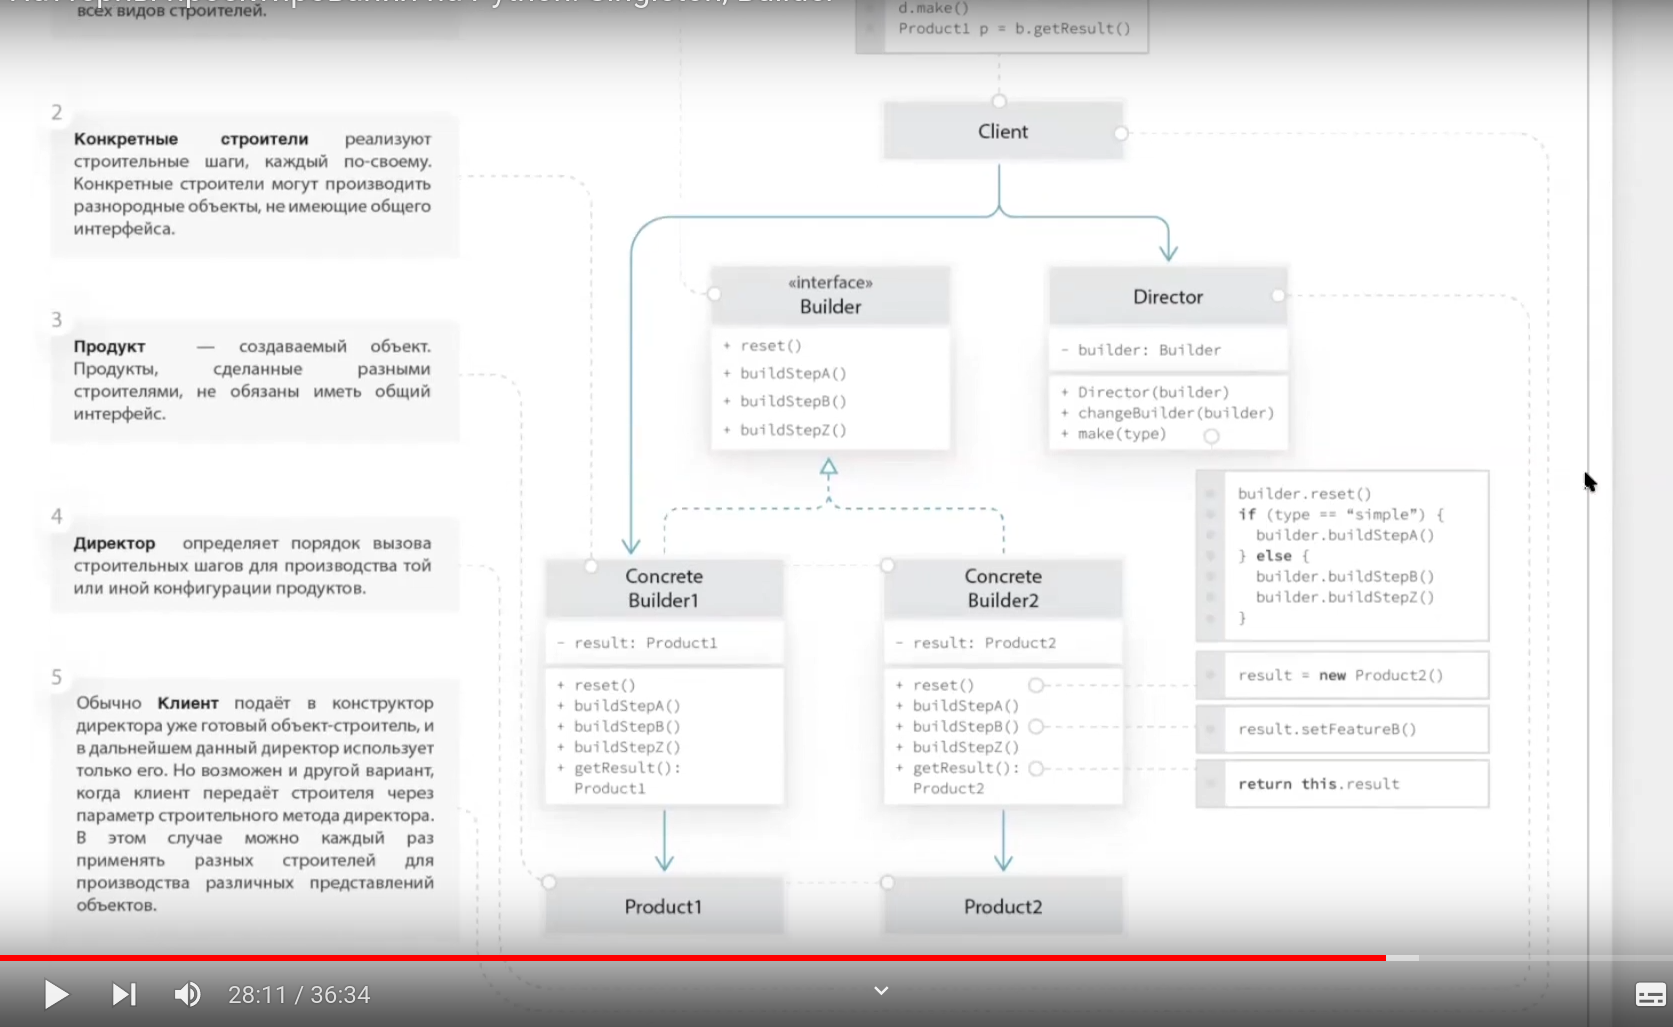 всех видов строителей.
d.make()
Product1 p = b.getResult()
2
Конкретные строители реализуют
строительные шаги, каждый по-своему.
Конкретные строители могут производить
разнородные объекты, не имеющие общего
интерфейса.
Client
3
Продукт — создаваемый объект.
Продукты, сделанные разными
строителями, не обязаны иметь общий
интерфейс.
«interface»
Builder
+ reset()
+ buildStepA()
+ buildStepB()
+ buildStepZ()
Director
- builder: Builder
+ Director(builder)
+ changeBuilder(builder)
+ make(type)
builder.reset()
if (type == “simple”) {
builder.buildStepA()
} else {
builder.buildStepB()
builder.buildStepZ()
}
4
Директор определяет порядок вызова
строительных шагов для производства той
или иной конфигурации продуктов.
Concrete
Builder1
- result: Product1
+ reset()
+ buildStepA()
+ buildStepB()
+ buildStepZ()
+ getResult():
Product1
Concrete
Builder2
- result: Product2
+ reset()
+ buildStepA()
+ buildStepB()
+ buildStepZ()
+ getResult():
Product2
result = new Product2()
result.setFeatureB()
return this.result
5
Обычно Клиент подаёт в конструктор
директора уже готовый объект-строитель, и
в дальнейшем данный директор использует
только его. Но возможен и другой вариант,
когда клиент передаёт строителя через
параметр строительного метода директора.
В этом случае можно каждый раз
применять разных строителей для
производства различных представлений
объектов.
Product1
Product2
28:11 / 36:34